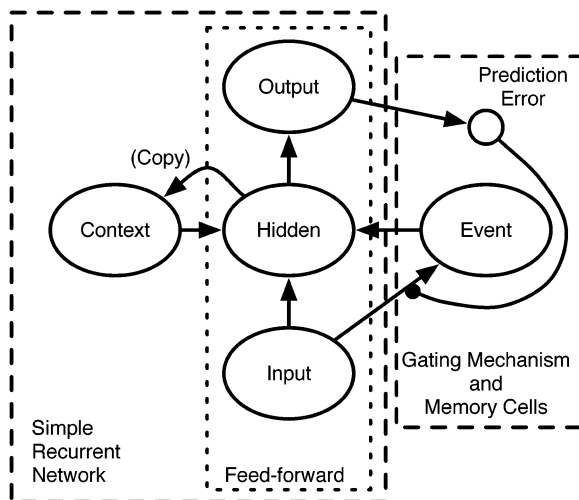 Output
Prediction
Error
(Copy)
Context
Hidden
Event
Input
Gating Mechanism
and
Memory Cells
Simple
Recurrent
Network
Feed-forward